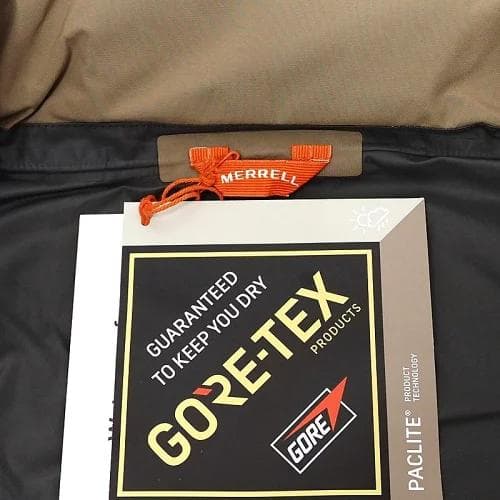 MERRELL
GUARANTEED
TO KEEP YOU DRY
GORE-TEX
PRODUCTS
GORE
PACLITE®
PRODUCT
TECHNOLOGY